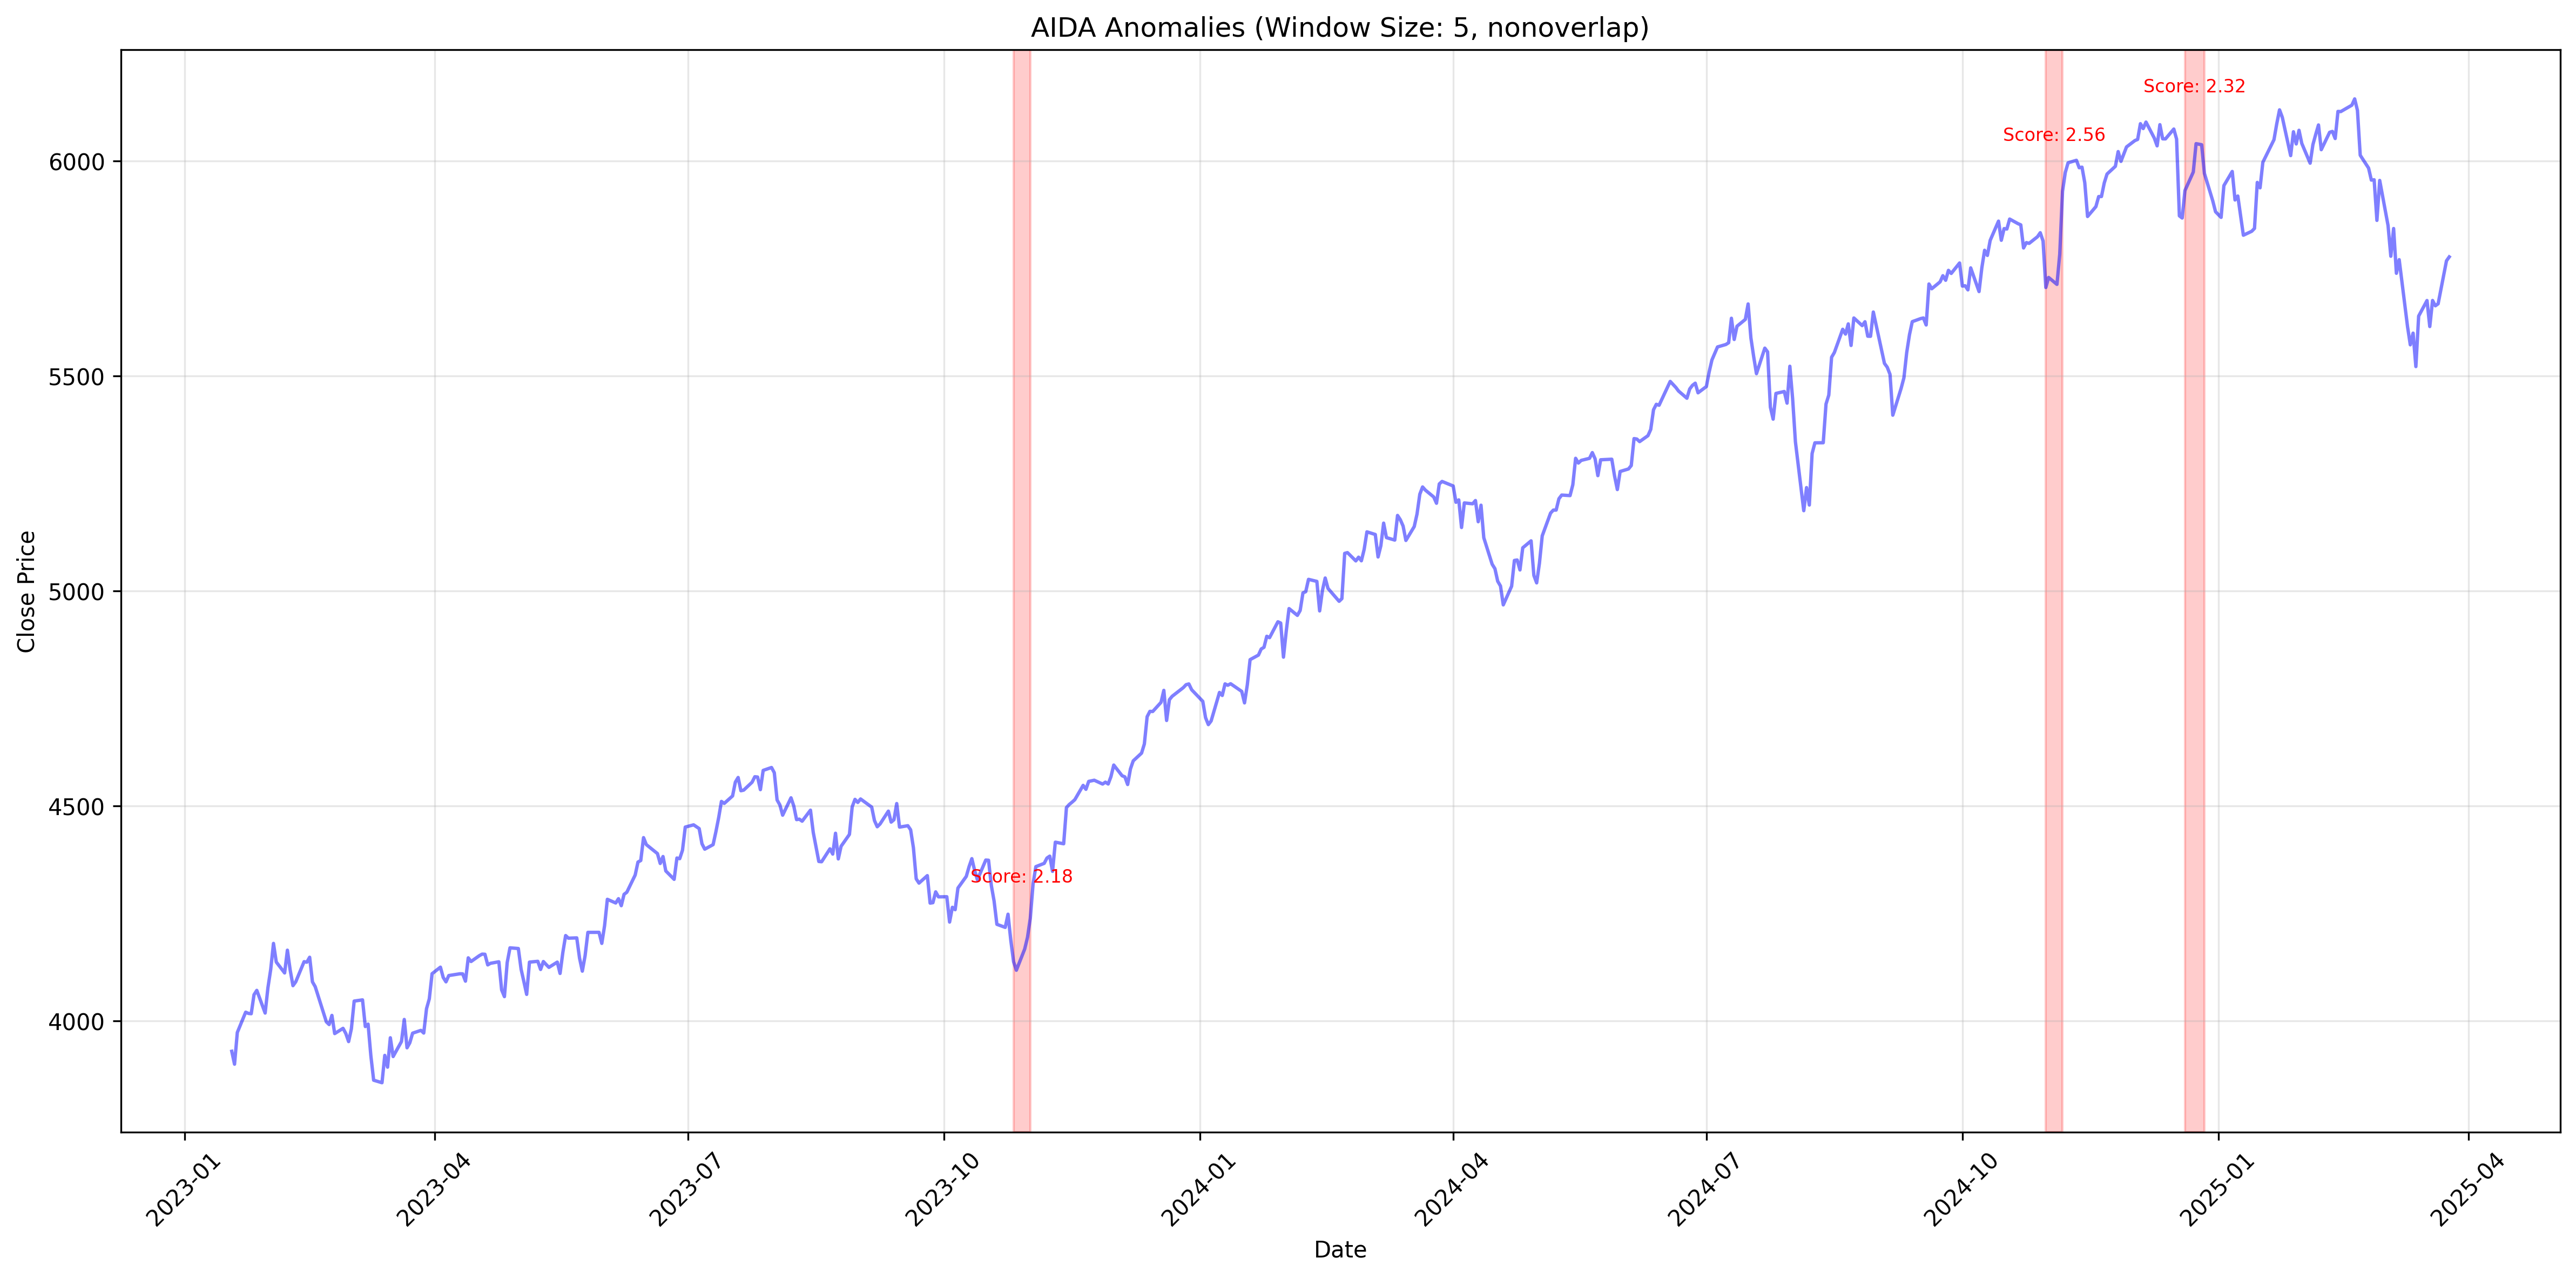 AIDA Anomalies (Window Size: 5, nonoverlap)
Score: 2.32
Score: 2.56
Score: 2.18
Close Price
6000
5500
5000
4500
4000
2023-01
2023-04
2023-07
2023-10
2024-01
2024-04
2024-07
2024-10
2025-01
2025-04
Date